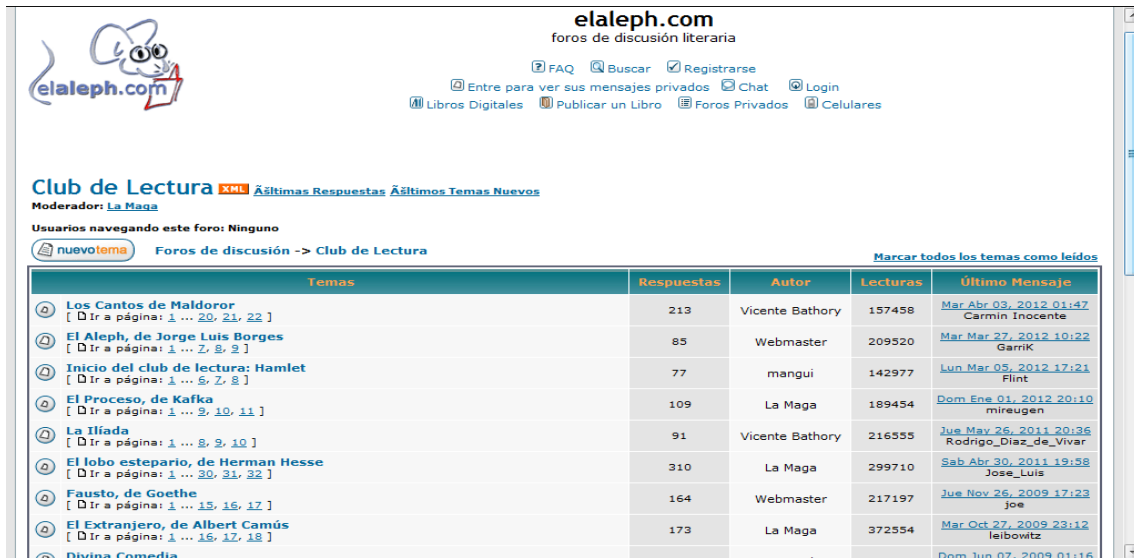 elaleph.com
elaleph.com
foros de discusión literaria
FAQ Buscar Registrarse
Entre para ver sus mensajes privados Chat Login
Libros Digitales Publicar un Libro Foros Privados Celulares
Club de Lectura XML Ãšltimas Respuestas Ãšltimos Temas Nuevos
Moderador: La Maga
Usuarios navegando este foro: Ninguno
nuevotema Foros de discusión -> Club de Lectura
Marcar todos los temas como leídos
Temas Respuestas Autor Lecturas Último Mensaje
Los Cantos de Maldoror 213 Vicente Bathory 157458 Mar Abr 03, 2012 01:47
[ Ir a página: 1 ... 20, 21, 22 ] Carmin Inocente
El Aleph, de Jorge Luis Borges 85 Webmaster 209520 Mar Mar 27, 2012 10:22
[ Ir a página: 1 ... 7, 8, 9 ] GarriK
Inicio del club de lectura: Hamlet 77 mangui 142977 Lun Mar 05, 2012 17:21
[ Ir a página: 1 ... 6, 7, 8 ] Flint
El Proceso, de Kafka 109 La Maga 189454 Dom Ene 01, 2012 20:10
[ Ir a página: 1 ... 9, 10, 11 ] mireugen
La Ilíada 91 Vicente Bathory 216555 Jue May 26, 2011 20:36
[ Ir a página: 1 ... 8, 9, 10 ] Rodrigo_Diaz_de_Vivar
El lobo estepario, de Herman Hesse 310 La Maga 299710 Sab Abr 30, 2011 19:58
[ Ir a página: 1 ... 30, 31, 32 ] Jose_Luis
Fausto, de Goethe 164 Webmaster 217197 Jue Nov 26, 2009 17:23
[ Ir a página: 1 ... 15, 16, 17 ] joe
El Extranjero, de Albert Camús 173 La Maga 372554 Mar Oct 27, 2009 23:12
[ Ir a página: 1 ... 16, 17, 18 ] leibowitz
Divina Comedia Dom Jun 07, 2009 01:16